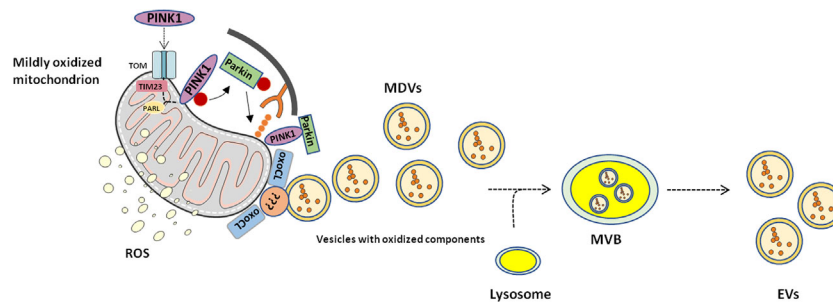 PINK1
Mildly oxidized
mitochondrion
TOM
TIM23
PARL
PINK1
Parkin
PINK1
Parkin
oxoCL
???
oxoCL
ROS
MDVs
Vesicles with oxidized components
Lysosome
MVB
EVs